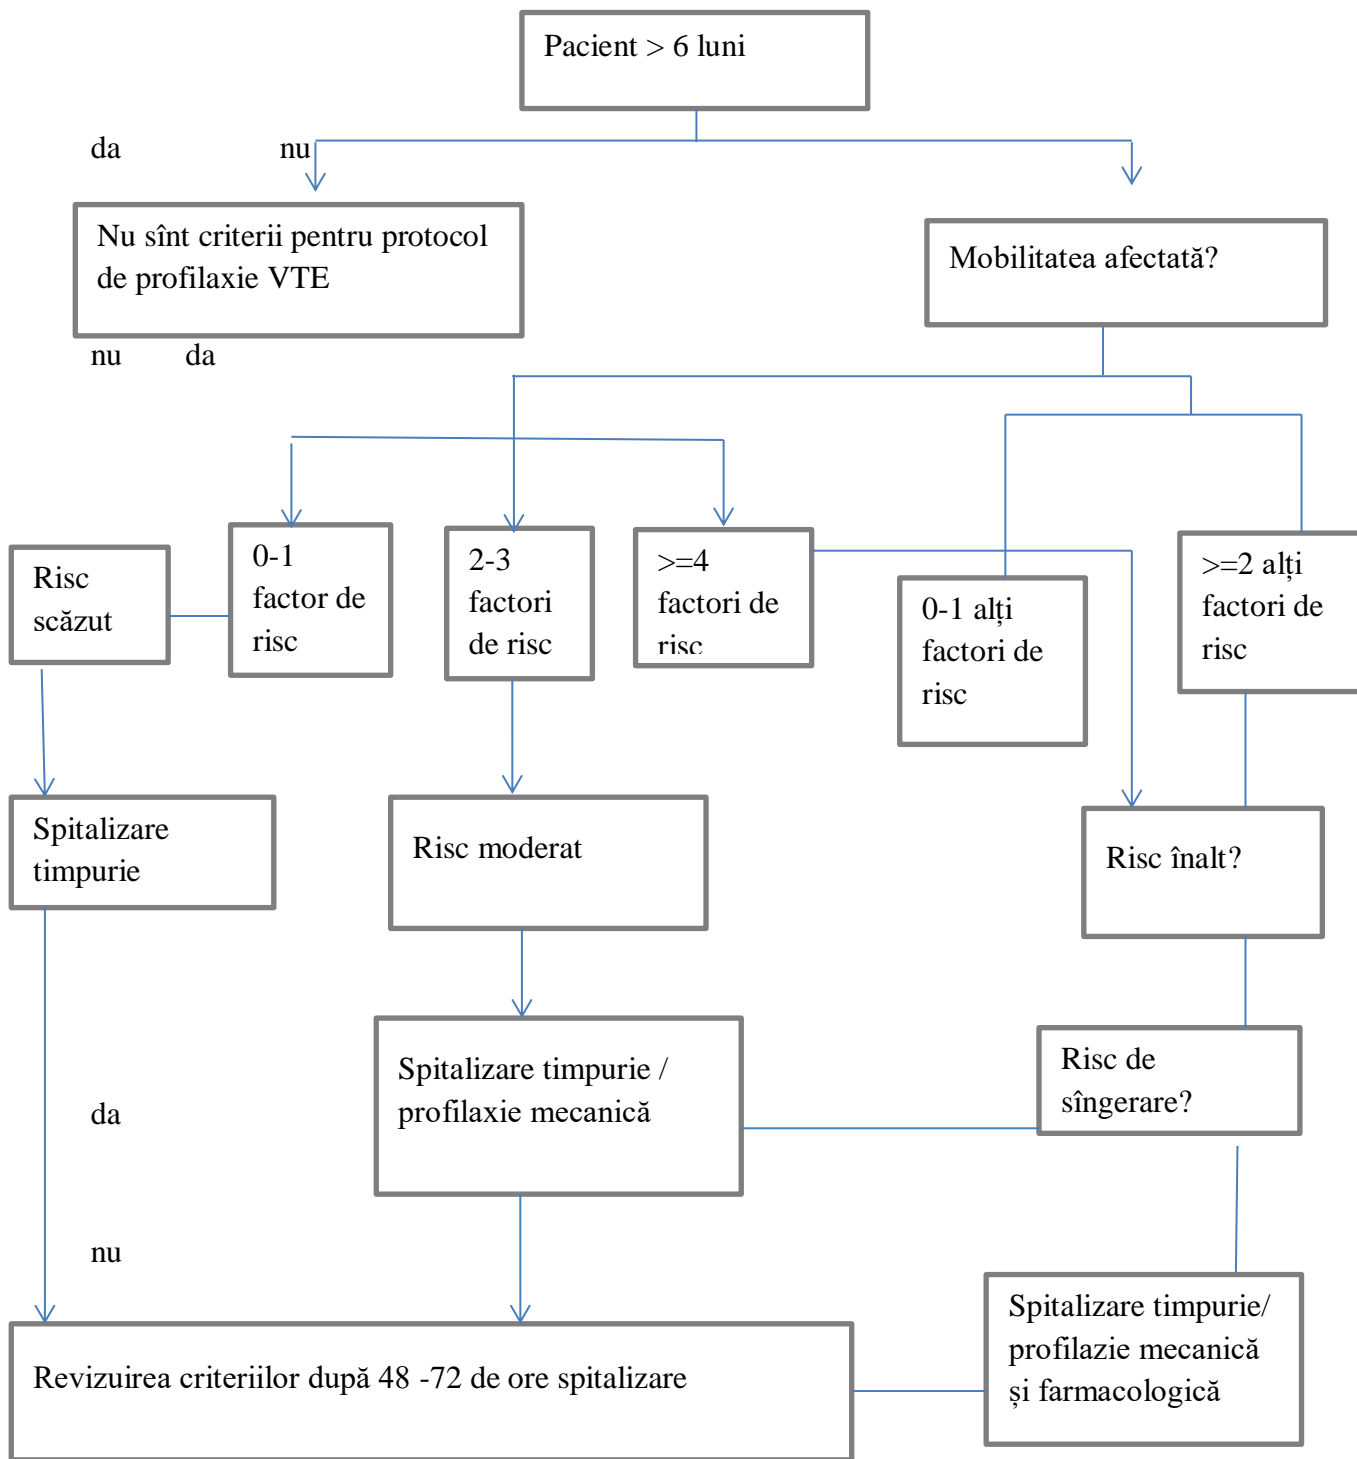 Pacient > 6 luni
da
nu
Nu sînt criterii pentru protocol
de profilaxie VTE
Mobilitatea afectată?
nu
da
Risc
scăzut
0-1
factor de
risc
2-3
factori
de risc
>=4
factori de
risc
0-1 alți
factori de
risc
>=2 alți
factori de
risc
Spitalizare
timpurie
Risc moderat
Risc înalt?
Spitalizare timpurie /
profilaxie mecanică
Risc de
sîngerare?
da
nu
Spitalizare timpurie/
profilazie mecanică
și farmacologică
Revizuirea criteriilor după 48 -72 de ore spitalizare